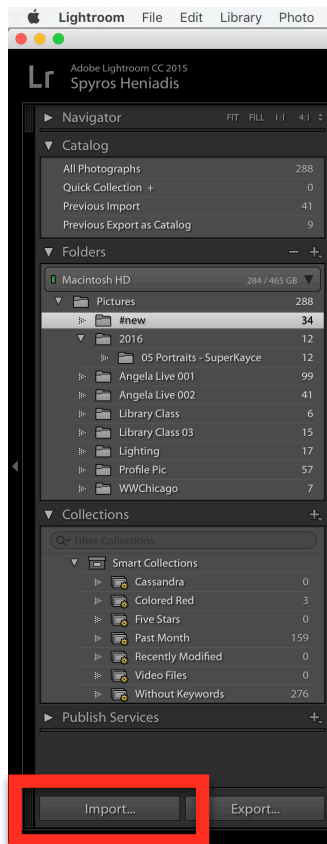 Lightroom File Edit Library Photo
Lr Adobe Lightroom CC 2015
Spyros Heniadis
Navigator FIT FILL 1:1 4:1
Catalog
All Photographs 288
Quick Collection + 0
Previous Import 41
Previous Export as Catalog 9
Folders − +
Macintosh HD 284 / 465 GB
Pictures 288
#new 34
2016 12
05 Portraits - SuperKayce 12
Angela Live 001 99
Angela Live 002 41
Library Class 6
Library Class 03 15
Lighting 17
Profile Pic 57
WWChicago 7
Collections +
Filter Collections
Smart Collections
Cassandra 0
Colored Red 3
Five Stars 0
Past Month 159
Recently Modified 0
Video Files 0
Without Keywords 276
Publish Services +
Import... Export...